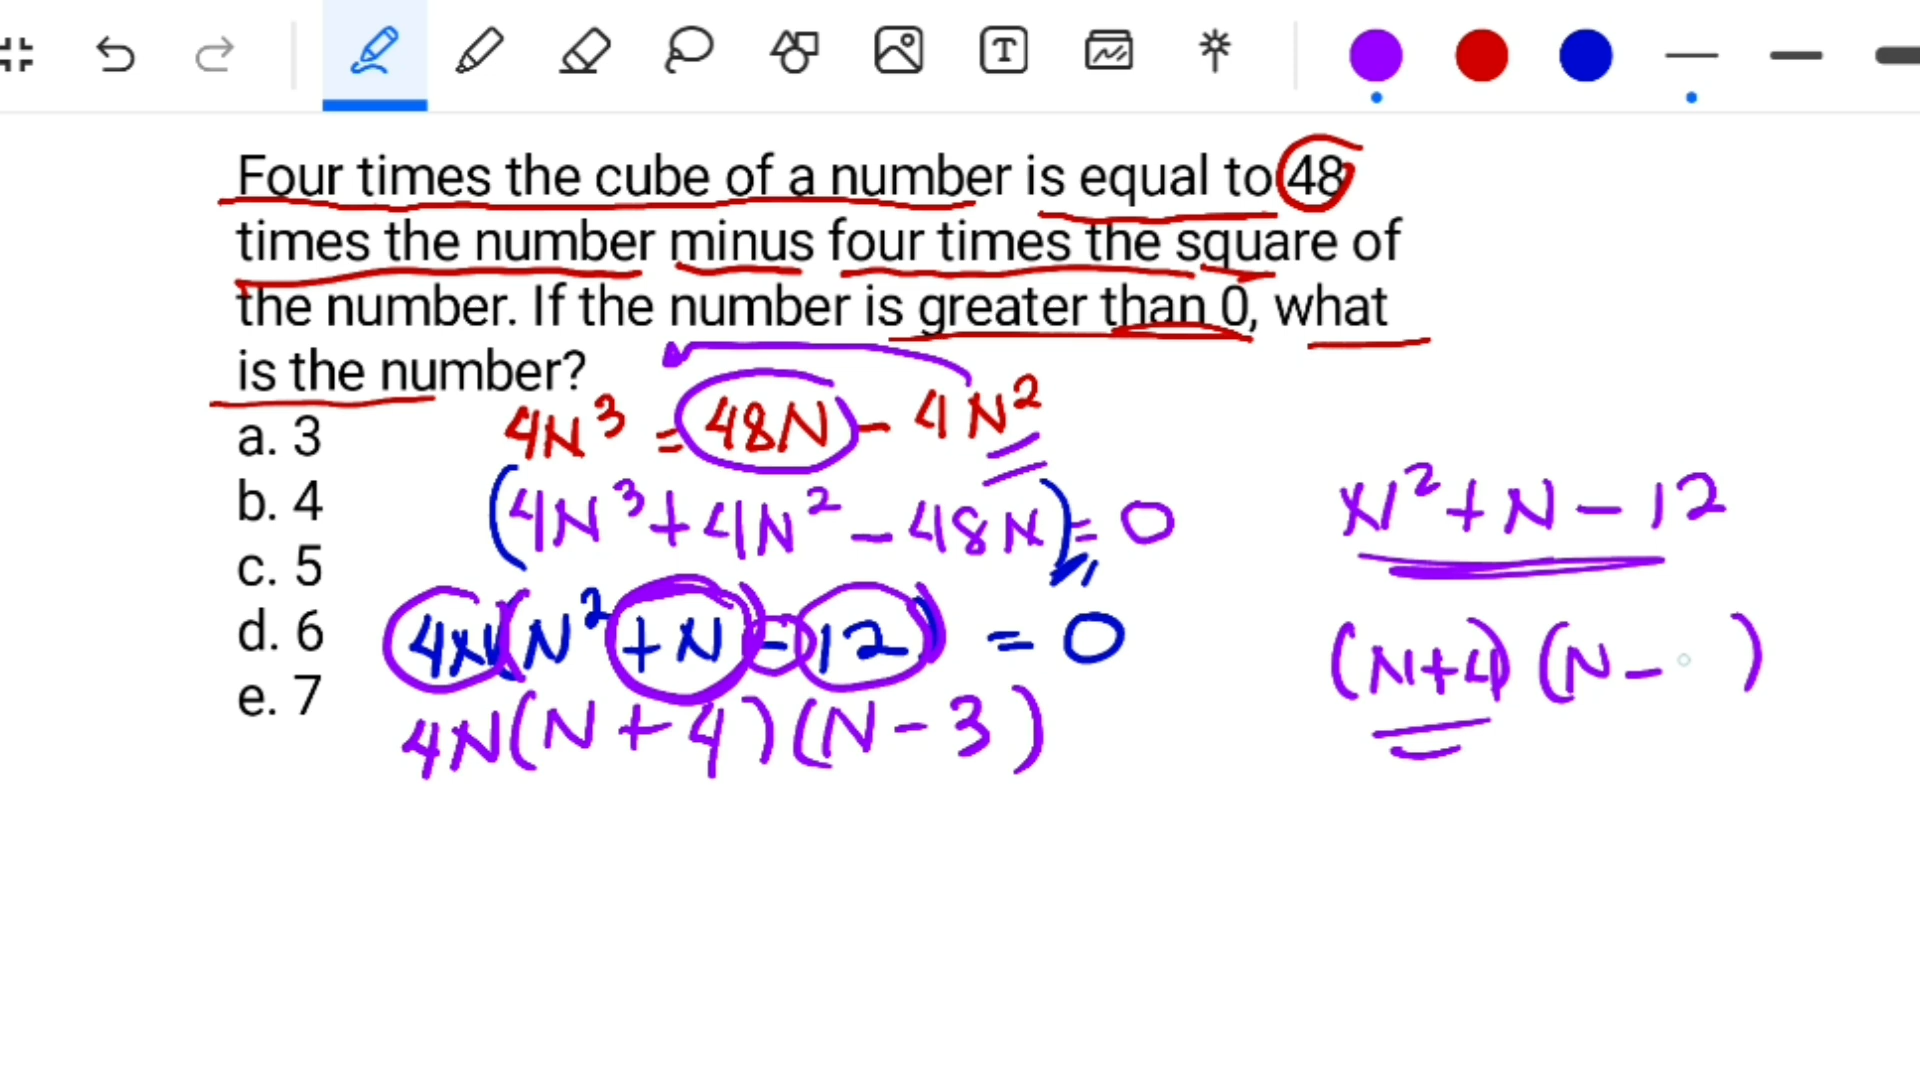 Four times the cube of a number is equal to 48
times the number minus four times the square of
the number. If the number is greater than 0, what
is the number?
a. 3
b. 4
c. 5
d. 6
e. 7
4N³ = 48N - 4N²
(4N³ + 4N² - 48N) = 0
4N(N² + N - 12) = 0
4N(N + 4)(N - 3)
N² + N - 12
(N + 4)(N - )
T